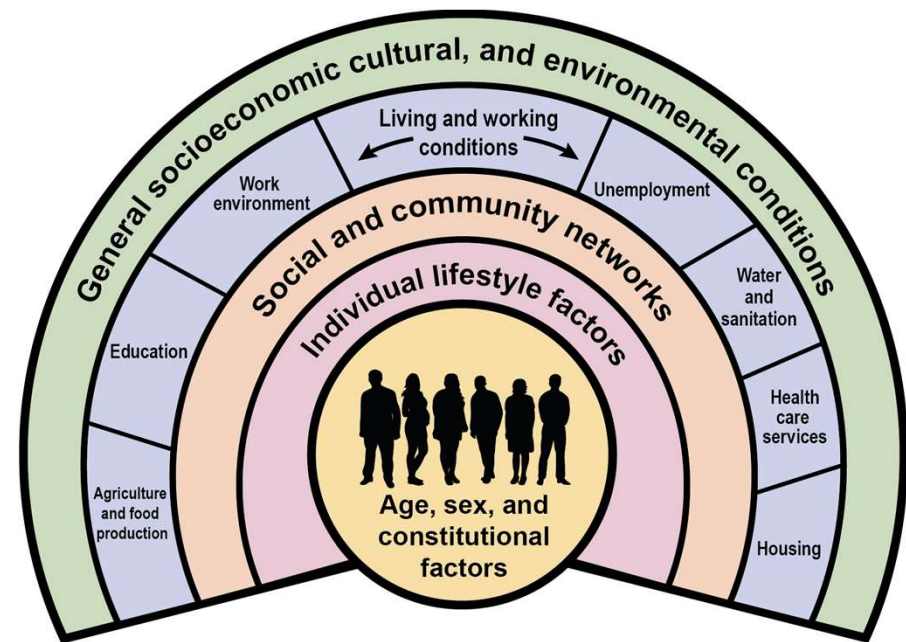 General socioeconomic cultural, and environmental conditions
Living and working
conditions
Work
environment
Unemployment
Education
Water
and
sanitation
Agriculture
and food
production
Health
care
services
Housing
Social and community networks
Individual lifestyle factors
Age, sex, and
constitutional
factors